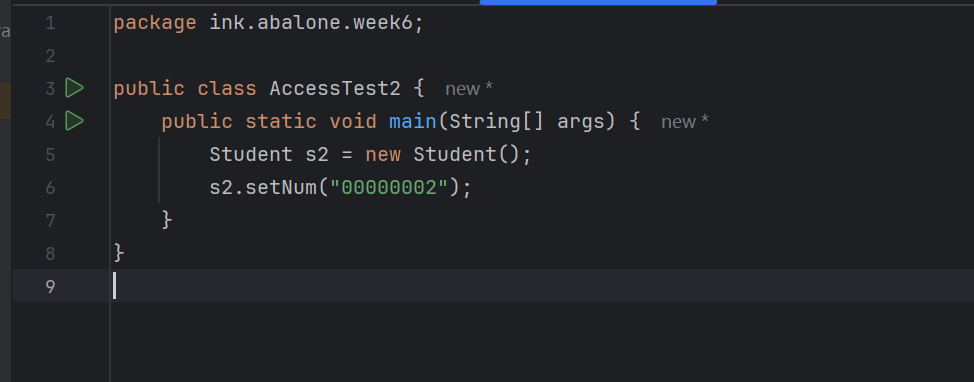 va
1 package ink.abalone.week6;
2
3 public class AccessTest2 { new *
4 public static void main(String[] args) { new *
5 Student s2 = new Student();
6 s2.setNum("00000002");
7 }
8 }
9